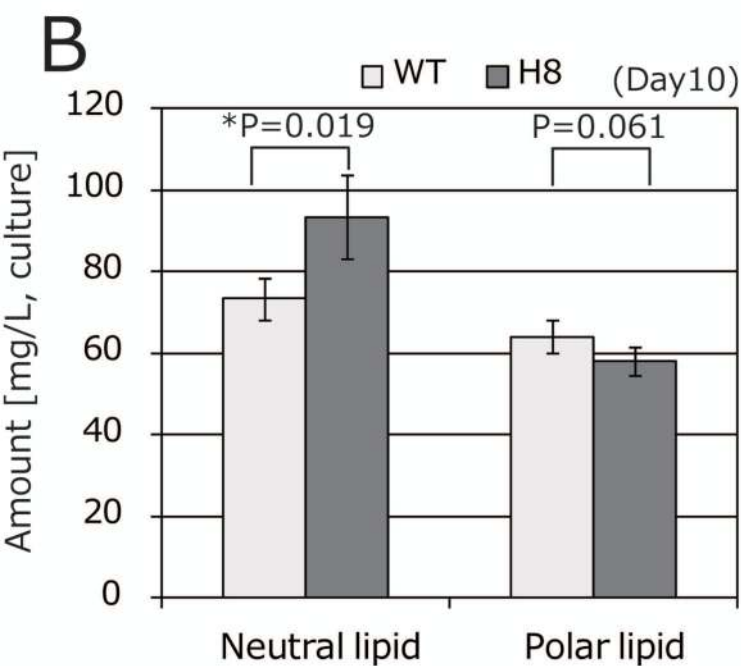 B
WT H8 (Day10)
Amount [mg/L, culture]
120
100
80
60
40
20
0
*P=0.019 P=0.061
Neutral lipid Polar lipid